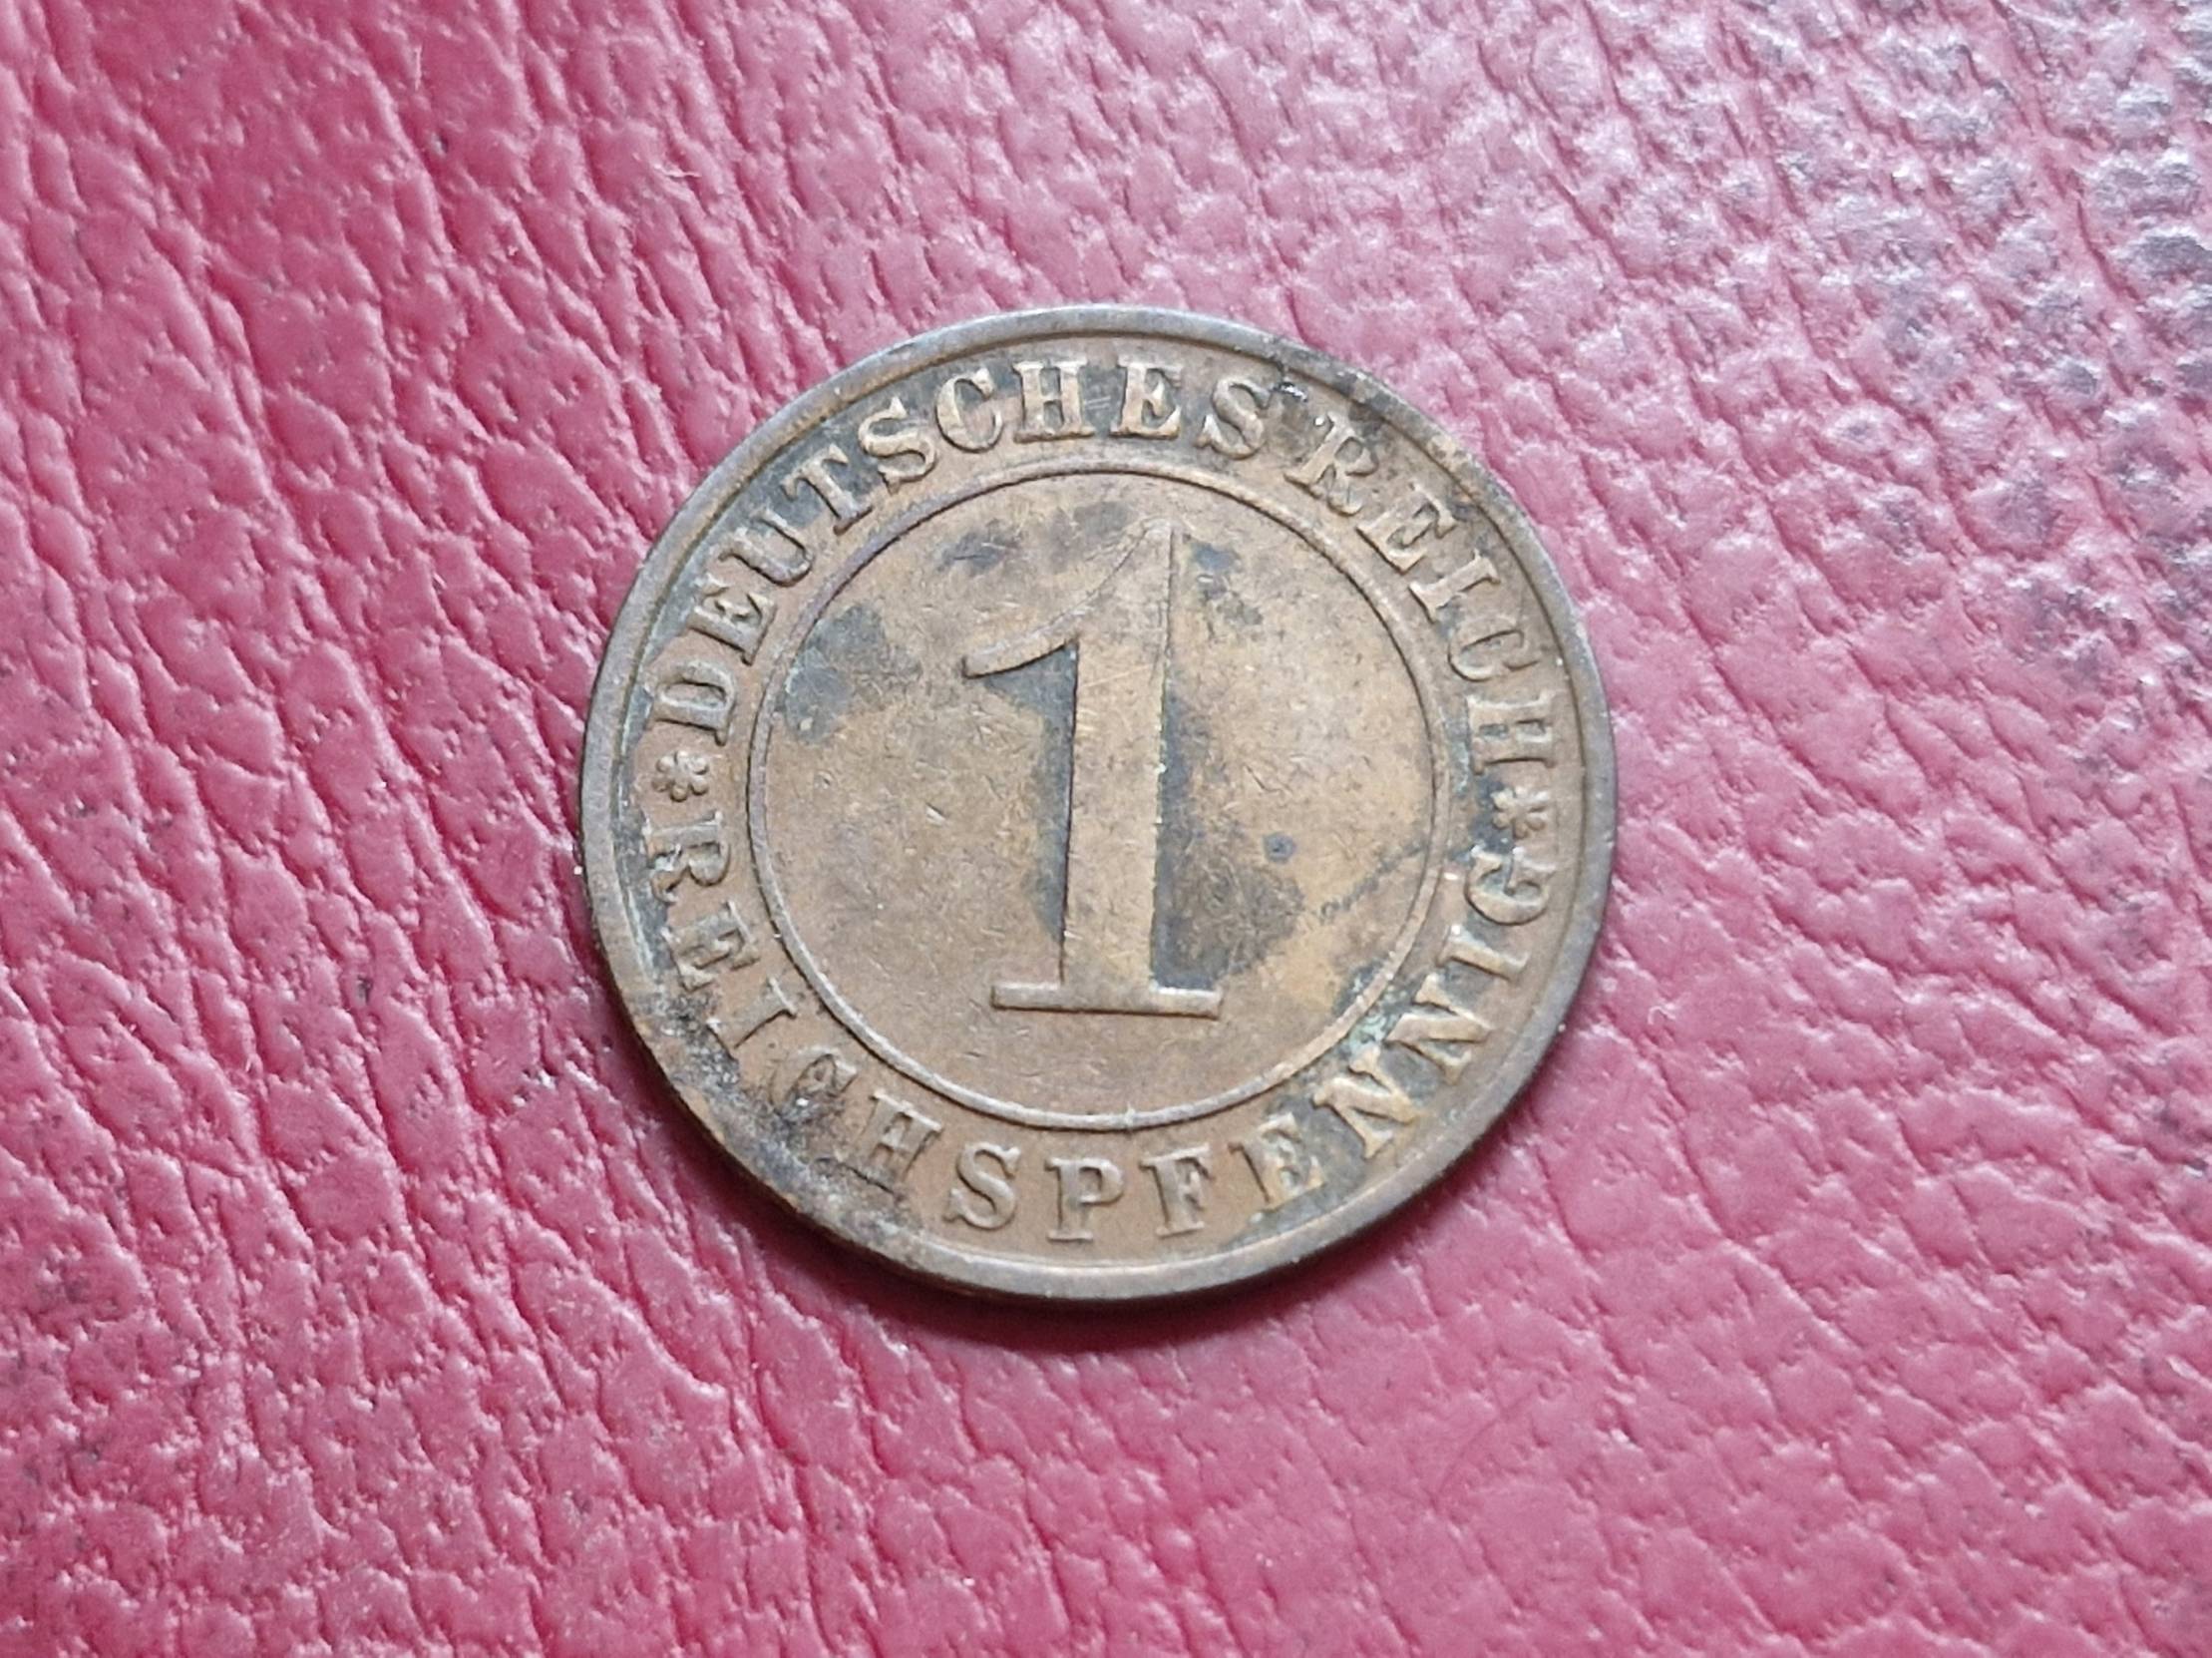 DEUTSCHES REICH
1
REICHSPFENNIG